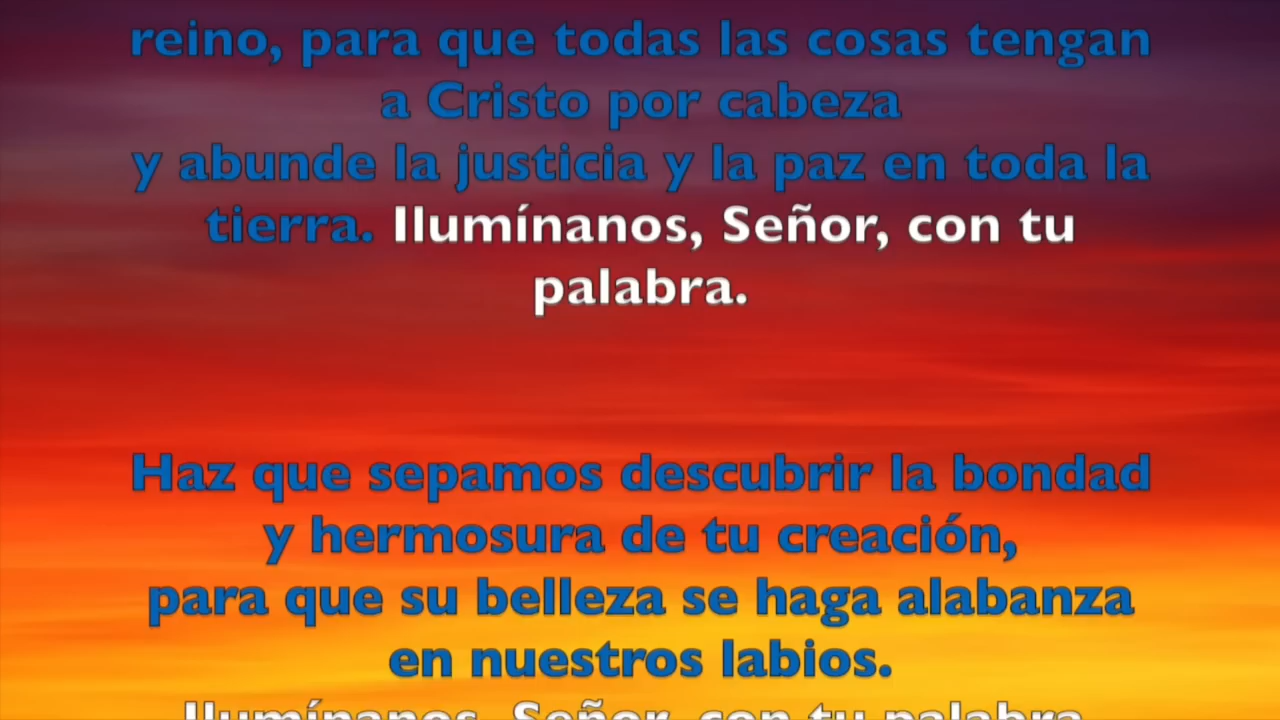 reino, para que todas las cosas tengan
a Cristo por cabeza
y abunde la justicia y la paz en toda la
tierra. Ilumínanos, Señor, con tu
palabra.
Haz que sepamos descubrir la bondad
y hermosura de tu creación,
para que su belleza se haga alabanza
en nuestros labios.
Ilumínanos, Señor, con tu palabra.